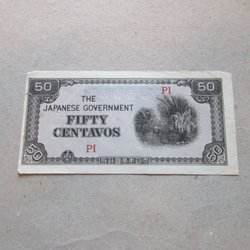 50 PI 50
THE
JAPANESE GOVERNMENT
FIFTY
CENTAVOS
PI
50 50